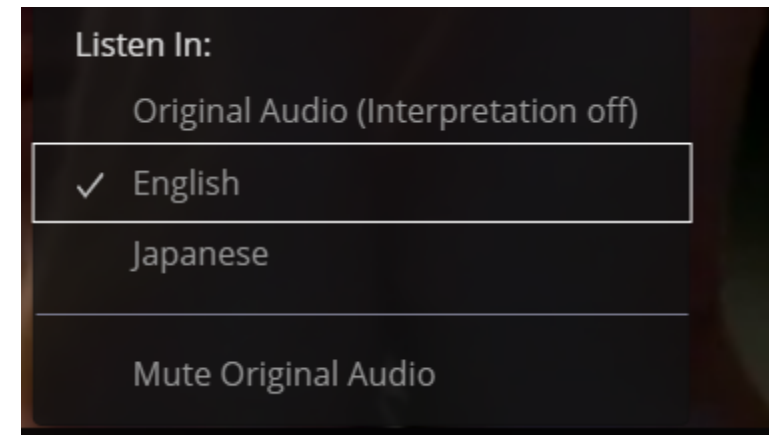 Listen In:
Original Audio (Interpretation off)
English
Japanese
Mute Original Audio